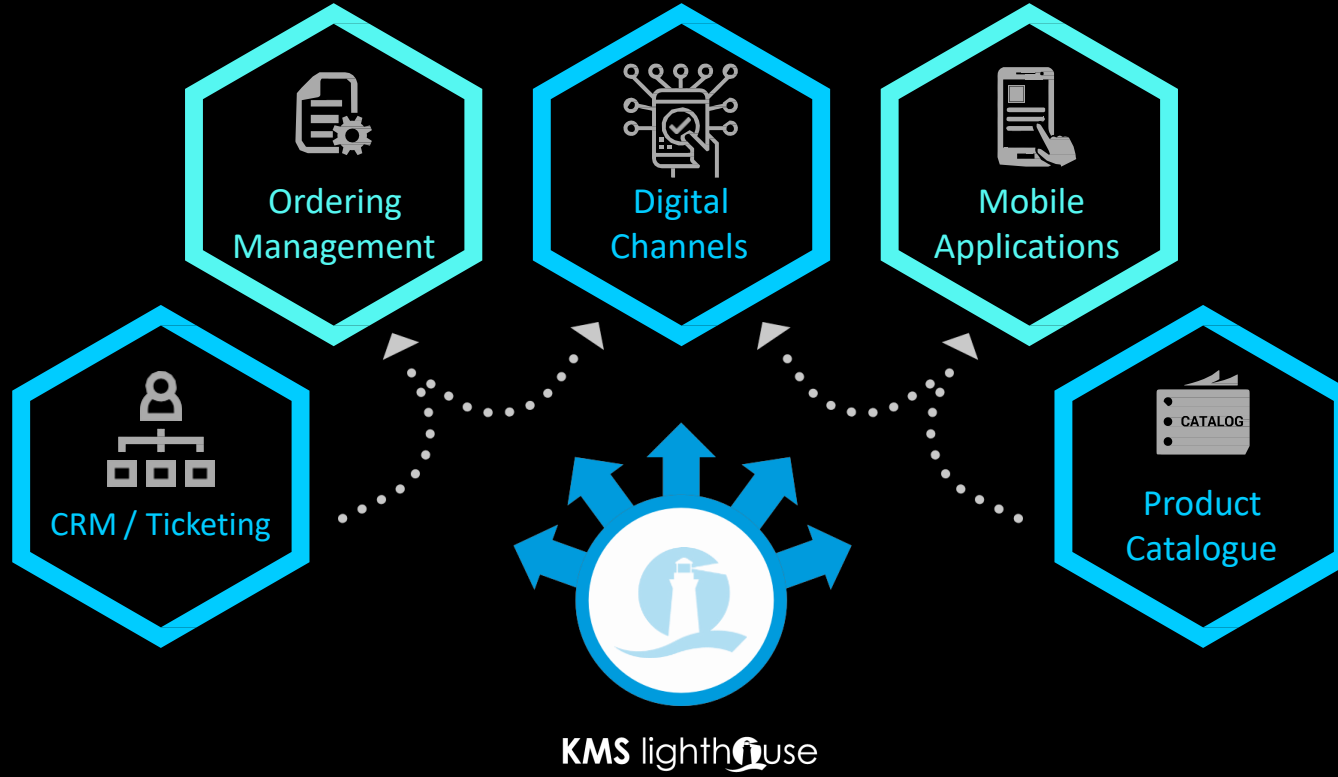 Ordering
Management
Digital
Channels
Mobile
Applications
CRM / Ticketing
CATALOG
Product
Catalogue
KMS lighthouse